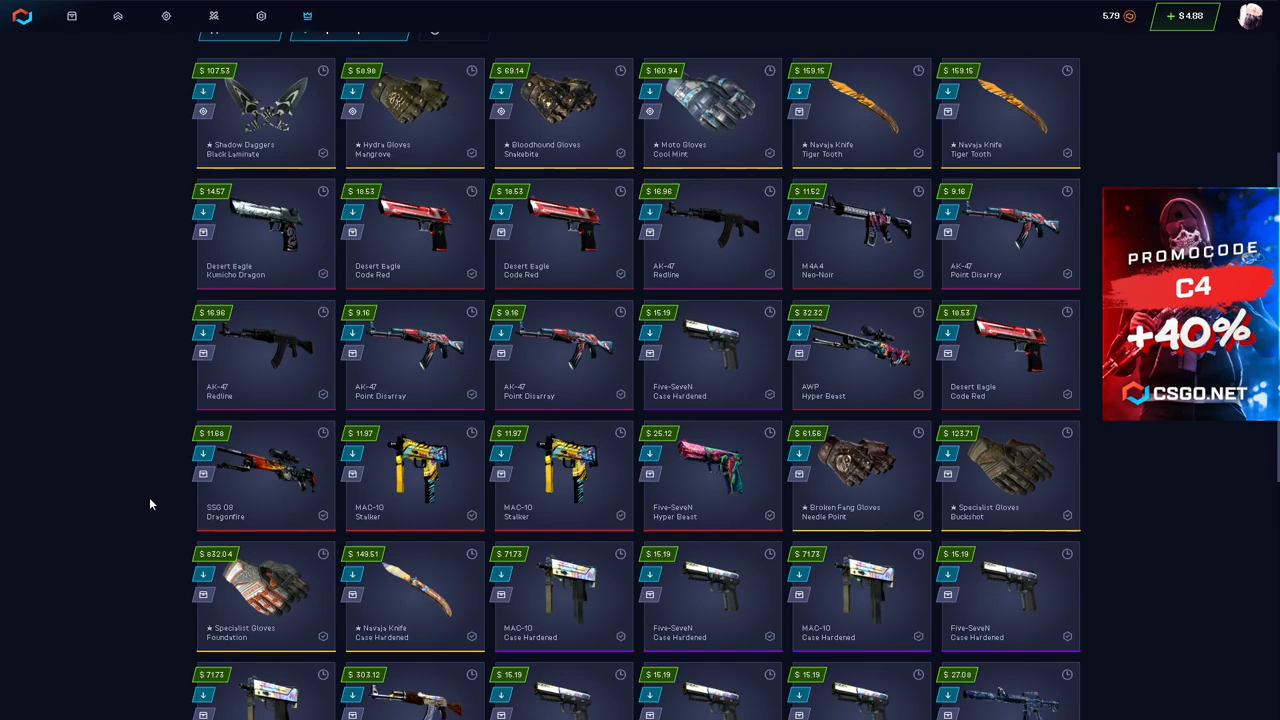 5.79
+ $ 4.88
$ 107.53
★ Shadow Daggers
Black Laminate
$ 58.98
★ Hydra Gloves
Mangrove
$ 69.14
★ Bloodhound Gloves
Snakebite
$ 160.94
★ Moto Gloves
Cool Mint
$ 159.15
★ Navaja Knife
Tiger Tooth
$ 159.15
★ Navaja Knife
Tiger Tooth
$ 14.57
Desert Eagle
Kumicho Dragon
$ 18.53
Desert Eagle
Code Red
$ 18.53
Desert Eagle
Code Red
$ 16.96
AK-47
Redline
$ 11.52
M4A4
Neo-Noir
$ 9.16
AK-47
Point Disarray
$ 16.96
AK-47
Redline
$ 9.16
AK-47
Point Disarray
$ 9.16
AK-47
Point Disarray
$ 15.19
Five-SeveN
Case Hardened
$ 32.32
AWP
Hyper Beast
$ 18.53
Desert Eagle
Code Red
$ 11.68
SSG 08
Dragonfire
$ 11.97
MAC-10
Stalker
$ 11.97
MAC-10
Stalker
$ 25.12
Five-SeveN
Hyper Beast
$ 61.56
★ Broken Fang Gloves
Needle Point
$ 123.71
★ Specialist Gloves
Buckshot
$ 832.04
★ Specialist Gloves
Foundation
$ 149.51
★ Navaja Knife
Case Hardened
$ 71.73
MAC-10
Case Hardened
$ 15.19
Five-SeveN
Case Hardened
$ 71.73
MAC-10
Case Hardened
$ 15.19
Five-SeveN
Case Hardened
$ 71.73
$ 303.12
$ 15.19
$ 15.19
$ 15.19
$ 27.08
PROMOCODE
C4
+40%
CSGO.NET